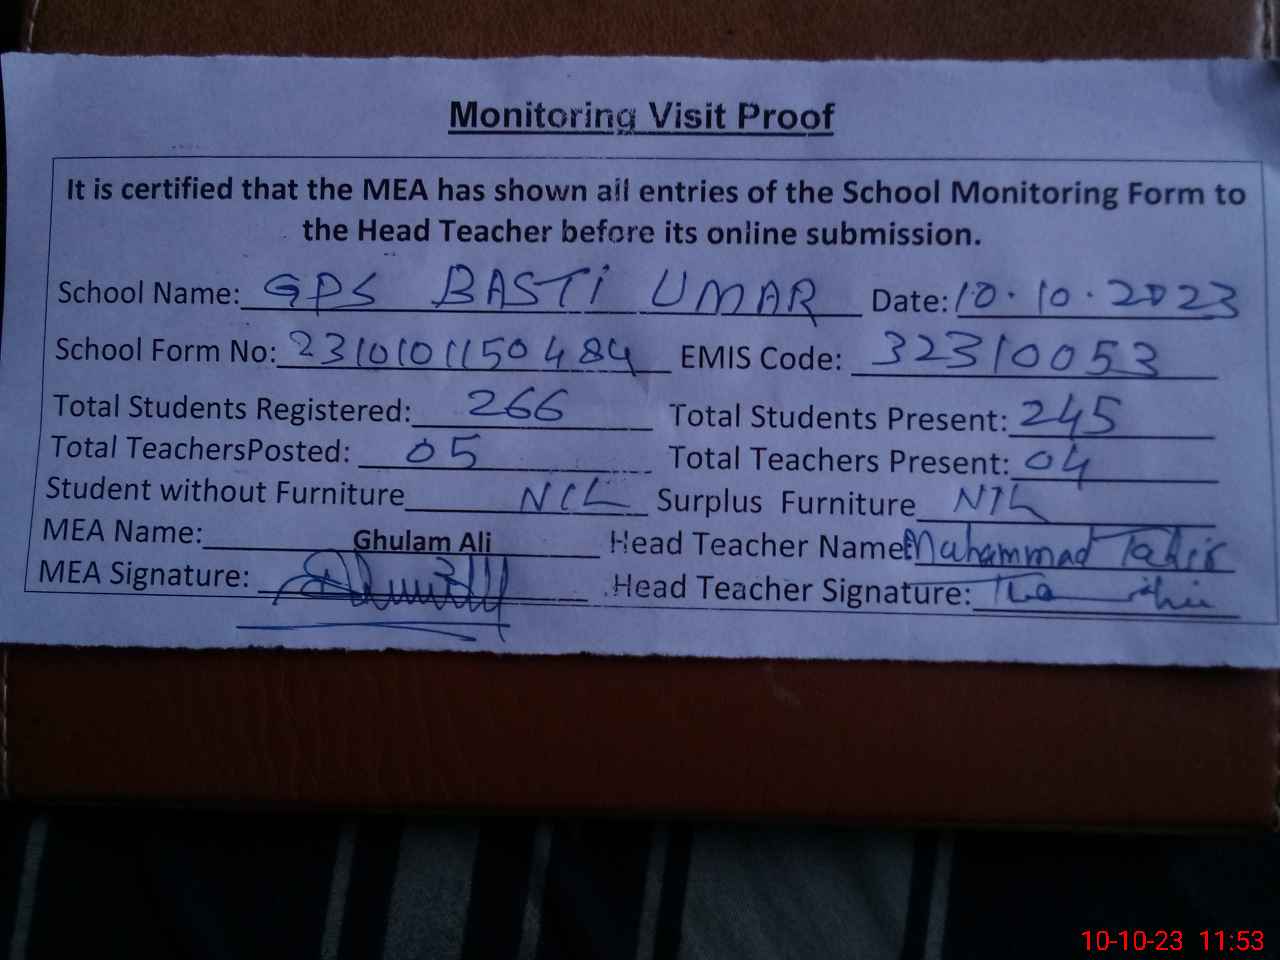 Monitoring Visit Proof
It is certified that the MEA has shown all entries of the School Monitoring Form to
the Head Teacher before its online submission.
School Name: GPS BASTI UMAR Date: 10.10.2023
School Form No: 2310101150484 EMIS Code: 32310053
Total Students Registered: 266 Total Students Present: 245
Total TeachersPosted: 05 Total Teachers Present: 04
Student without Furniture NIL Surplus Furniture NIL
MEA Name: Ghulam Ali Head Teacher Name: Muhammad Tahir
MEA Signature: Head Teacher Signature:
10-10-23 11:53